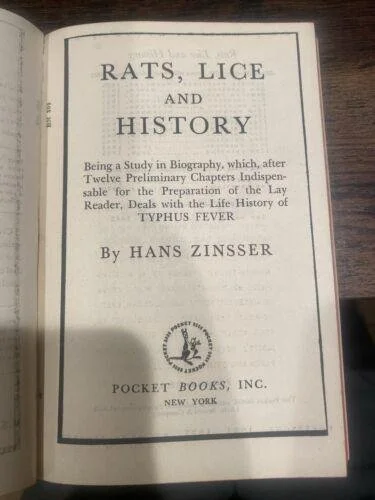 RATS, LICE
AND
HISTORY
Being a Study in Biography, which, after
Twelve Preliminary Chapters Indispen-
sable for the Preparation of the Lay
Reader, Deals with the Life History of
TYPHUS FEVER
By HANS ZINSSER
POCKET BOOKS, INC.
NEW YORK